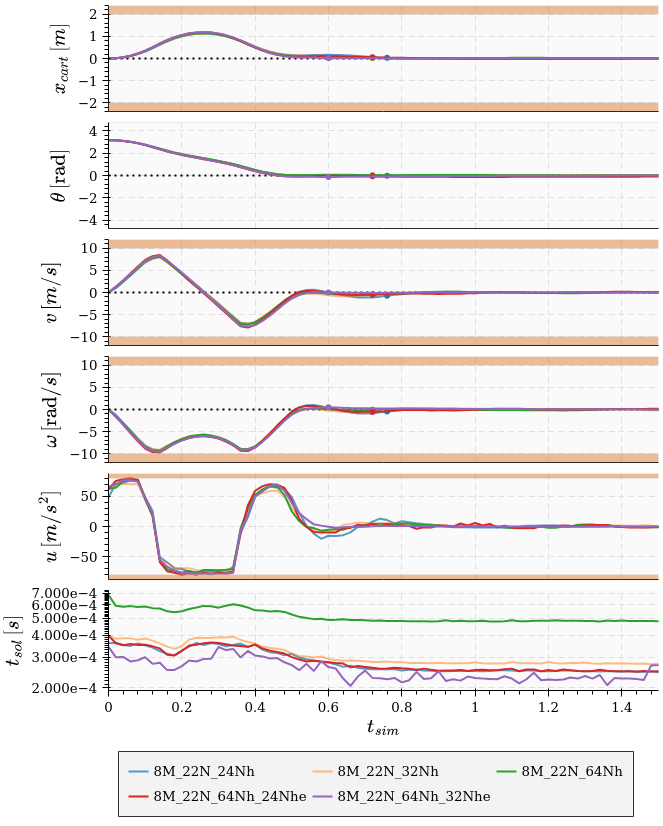 2
1
0
−1
−2
x_cart [m]
4
2
0
−2
−4
θ [rad]
10
5
0
−5
−10
v [m/s]
10
5
0
−5
−10
ω [rad/s]
50
0
−50
u [m/s²]
7.000e−4
6.000e−4
5.000e−4
4.000e−4
3.000e−4
2.000e−4
t_sol [s]
0 0.2 0.4 0.6 0.8 1 1.2 1.4
t_sim
8M_22N_24Nh 8M_22N_32Nh 8M_22N_64Nh
8M_22N_64Nh_24Nhe 8M_22N_64Nh_32Nhe